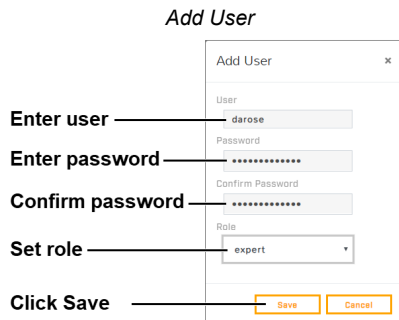 Add User
Add User ×
User
Enter user darose
Password
Enter password •••••••••••••
Confirm Password
Confirm password •••••••••••••
Role
Set role expert
Click Save Save Cancel